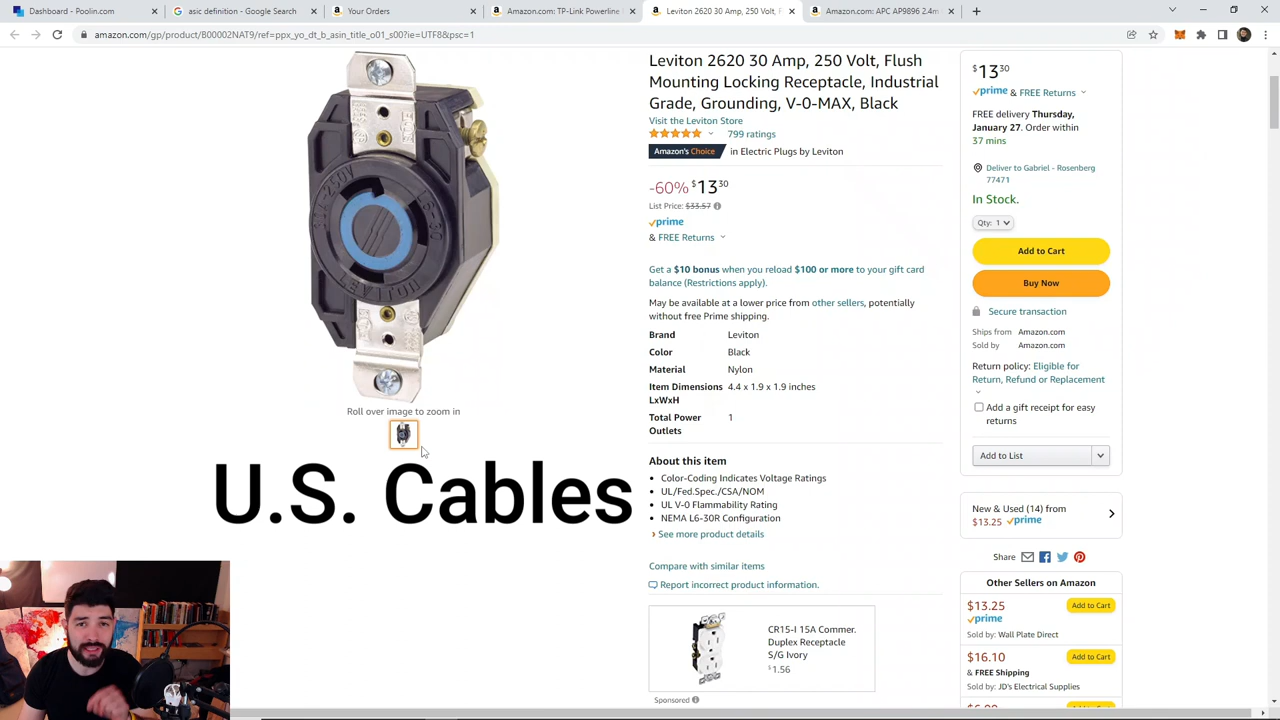 Dashboard - Poolin.com
asic definition - Google Search
Your Orders
Amazon.com: TP-Link Powerline
Leviton 2620 30 Amp, 250 Volt, F
Amazon.com: APC AP9896 2.4m
amazon.com/gp/product/B00002NAT9/ref=ppx_yo_dt_b_asin_title_o01_s00?ie=UTF8&psc=1
LEVITON
Roll over image to zoom in
U.S. Cables
Leviton 2620 30 Amp, 250 Volt, Flush
Mounting Locking Receptacle, Industrial
Grade, Grounding, V-0-MAX, Black
Visit the Leviton Store
799 ratings
Amazon's Choice in Electric Plugs by Leviton
-60% $13 30
List Price: $33.57
prime
& FREE Returns
Get a $10 bonus when you reload $100 or more to your gift card
balance (Restrictions apply).
May be available at a lower price from other sellers, potentially
without free Prime shipping.
Brand Leviton
Color Black
Material Nylon
Item Dimensions 4.4 x 1.9 x 1.9 inches
LxWxH
Total Power 1
Outlets
About this item
• Color-Coding Indicates Voltage Ratings
• UL/Fed.Spec./CSA/NOM
• UL V-0 Flammability Rating
• NEMA L6-30R Configuration
› See more product details
Compare with similar items
Report incorrect product information.
CR15-I 15A Commer.
Duplex Receptacle
S/G Ivory
$1.56
Sponsored
$13 30
prime & FREE Returns
FREE delivery Thursday,
January 27. Order within
37 mins
Deliver to Gabriel - Rosenberg
77471
In Stock.
Qty: 1
Add to Cart
Buy Now
Secure transaction
Ships from Amazon.com
Sold by Amazon.com
Return policy: Eligible for
Return, Refund or Replacement
Add a gift receipt for easy
returns
Add to List
New & Used (14) from
$13.25 prime
Share
Other Sellers on Amazon
$13.25 Add to Cart
prime
Sold by: Wall Plate Direct
$16.10 Add to Cart
& FREE Shipping
Sold by: JD's Electrical Supplies